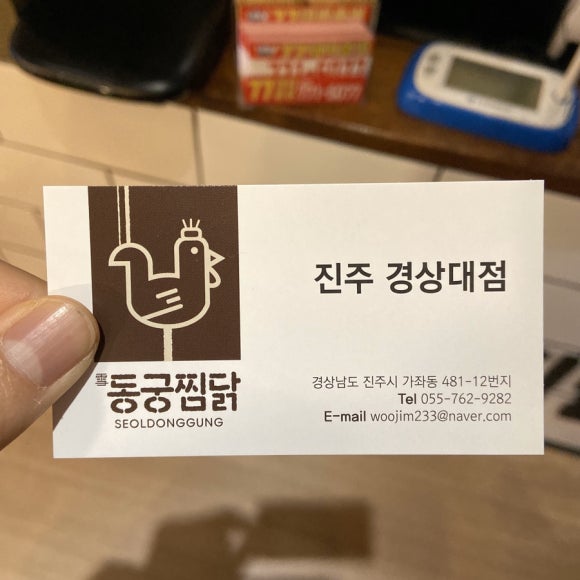 진주 경상대점
雪동궁찜닭
SEOLDONGGUNG
경상남도 진주시 가좌동 481-12번지
Tel 055-762-9282
E-mail woojim233@naver.com